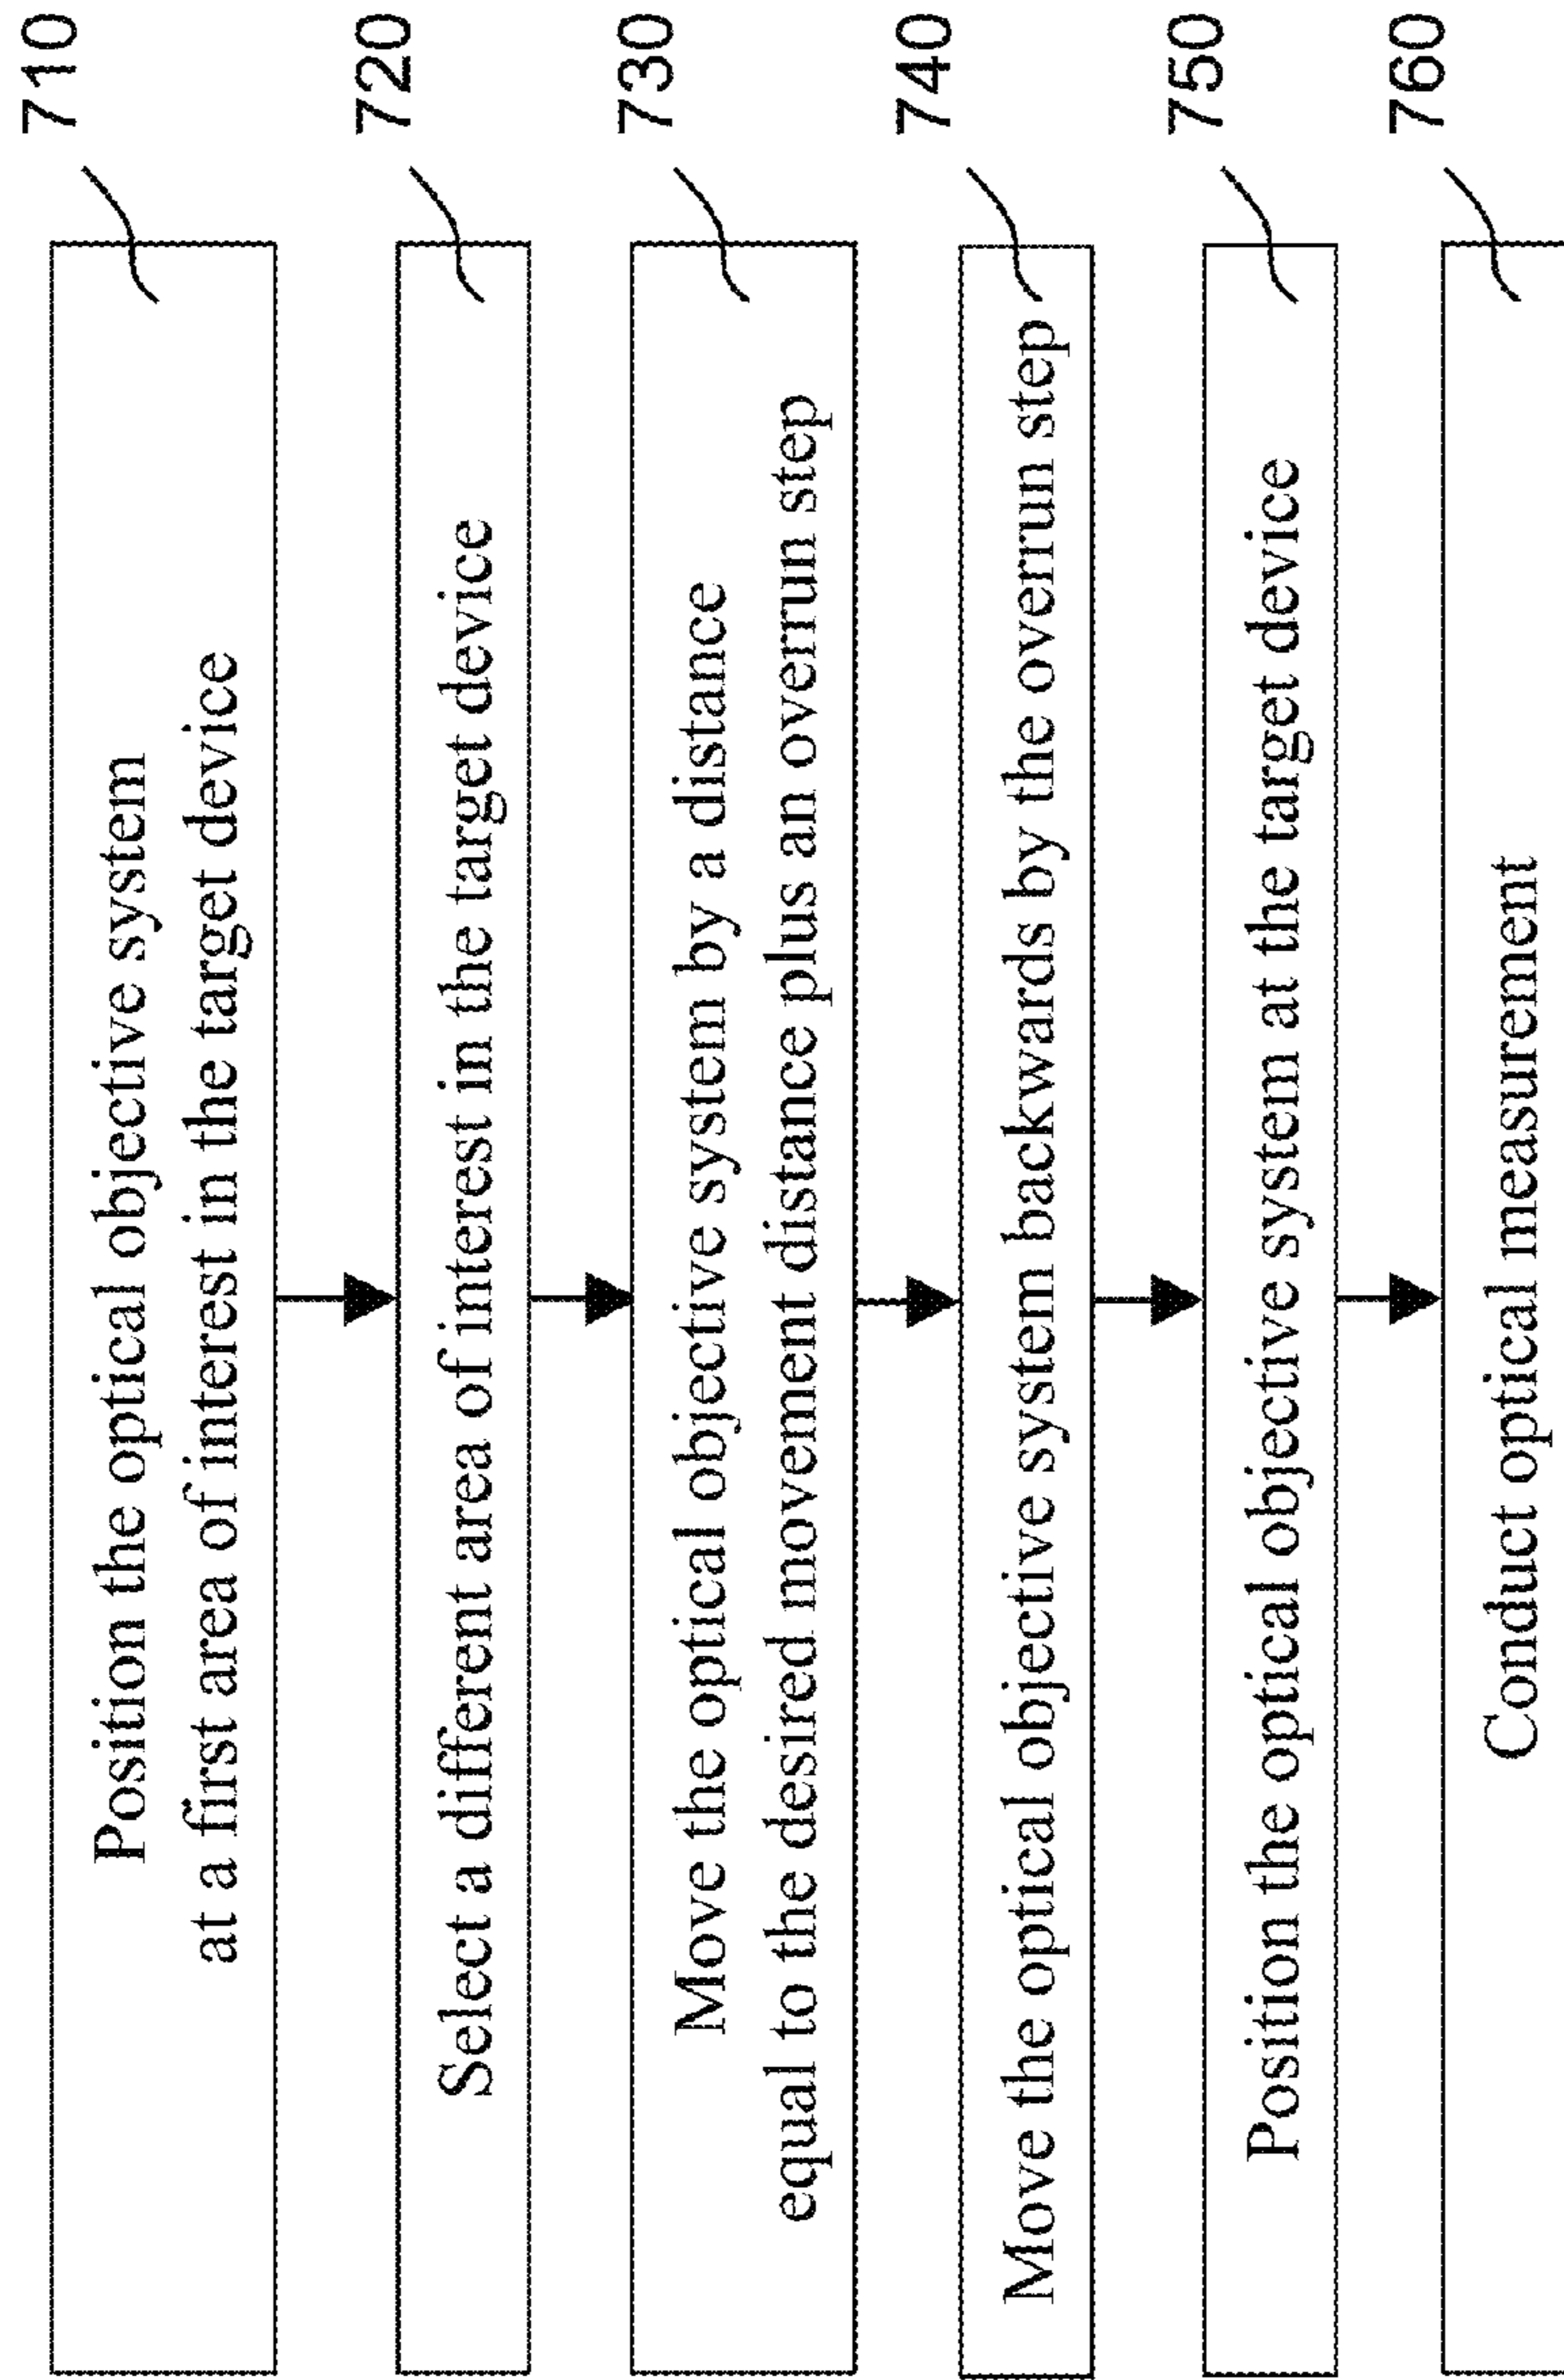 Position the optical objective system
at a first area of interest in the target device
710
Select a different area of interest in the target device
720
Move the optical objective system by a distance
equal to the desired movement distance plus an overrun step
730
Move the optical objective system backwards by the overrun step
740
Position the optical objective system at the target device
750
Conduct optical measurement
760